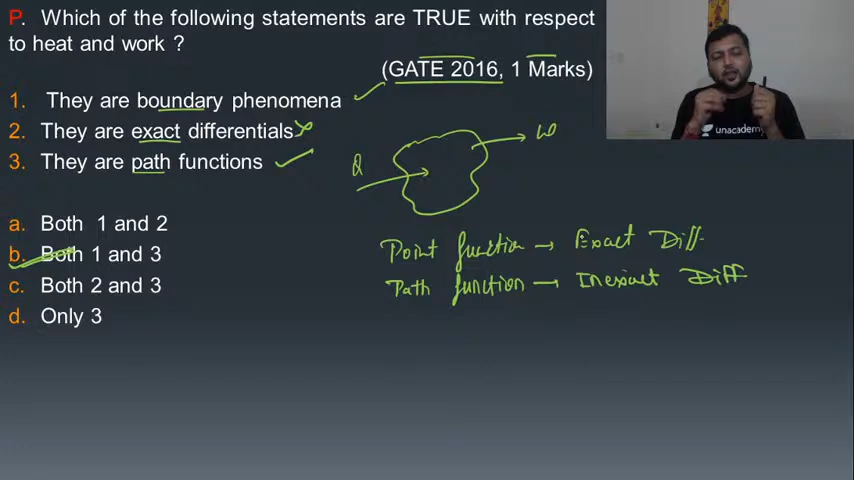 P. Which of the following statements are TRUE with respect
to heat and work ?
(GATE 2016, 1 Marks)
1. They are boundary phenomena
2. They are exact differentials
3. They are path functions
Q
W
a. Both 1 and 2
b. Both 1 and 3
c. Both 2 and 3
d. Only 3
Point function → Exact Diff
Path function → Inexact Diff
unacademy